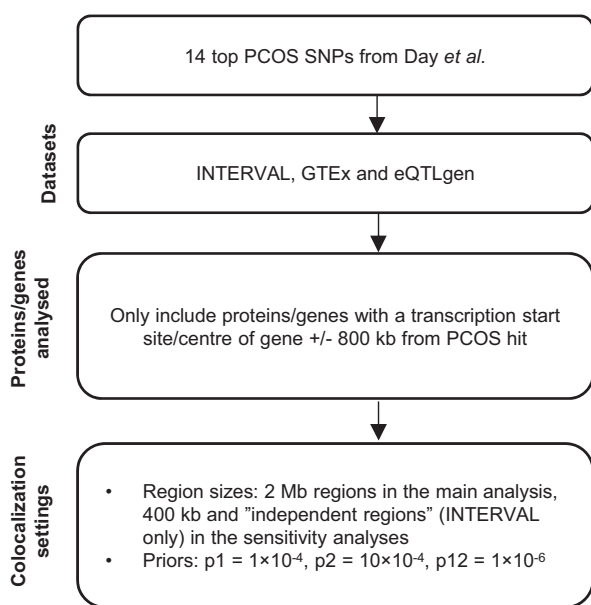 14 top PCOS SNPs from Day et al.
Datasets
INTERVAL, GTEx and eQTLgen
Proteins/genes
analysed
Only include proteins/genes with a transcription start
site/centre of gene +/- 800 kb from PCOS hit
Colocalization
settings
• Region sizes: 2 Mb regions in the main analysis,
400 kb and ”independent regions” (INTERVAL
only) in the sensitivity analyses
• Priors: p1 = 1×10⁻⁴, p2 = 10×10⁻⁴, p12 = 1×10⁻⁶